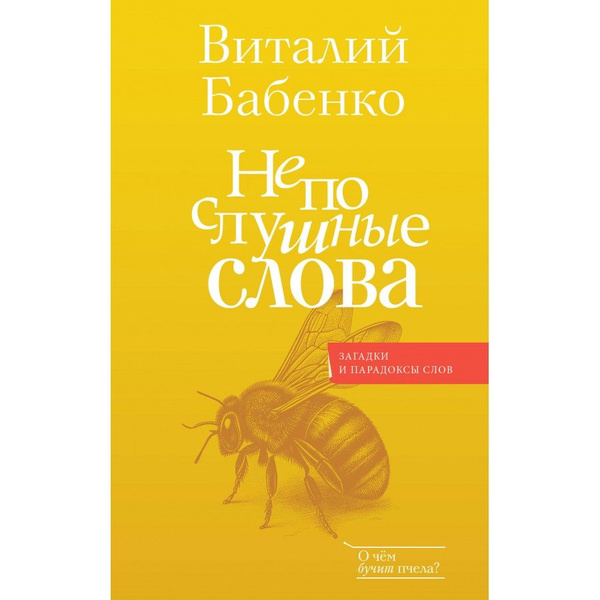 Виталий
Бабенко
Не по
слушные
слова
ЗАГАДКИ
И ПАРАДОКСЫ СЛОВ
О чём
бучит пчела?